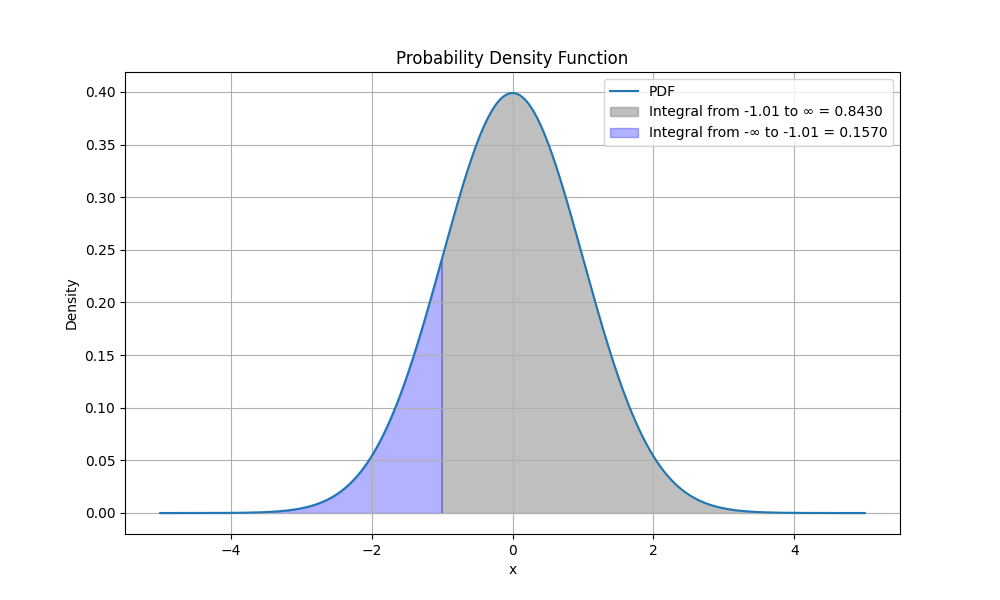 Probability Density Function
PDF
Integral from -1.01 to ∞ = 0.8430
Integral from -∞ to -1.01 = 0.1570
Density
0.40
0.35
0.30
0.25
0.20
0.15
0.10
0.05
0.00
−4
−2
0
2
4
x